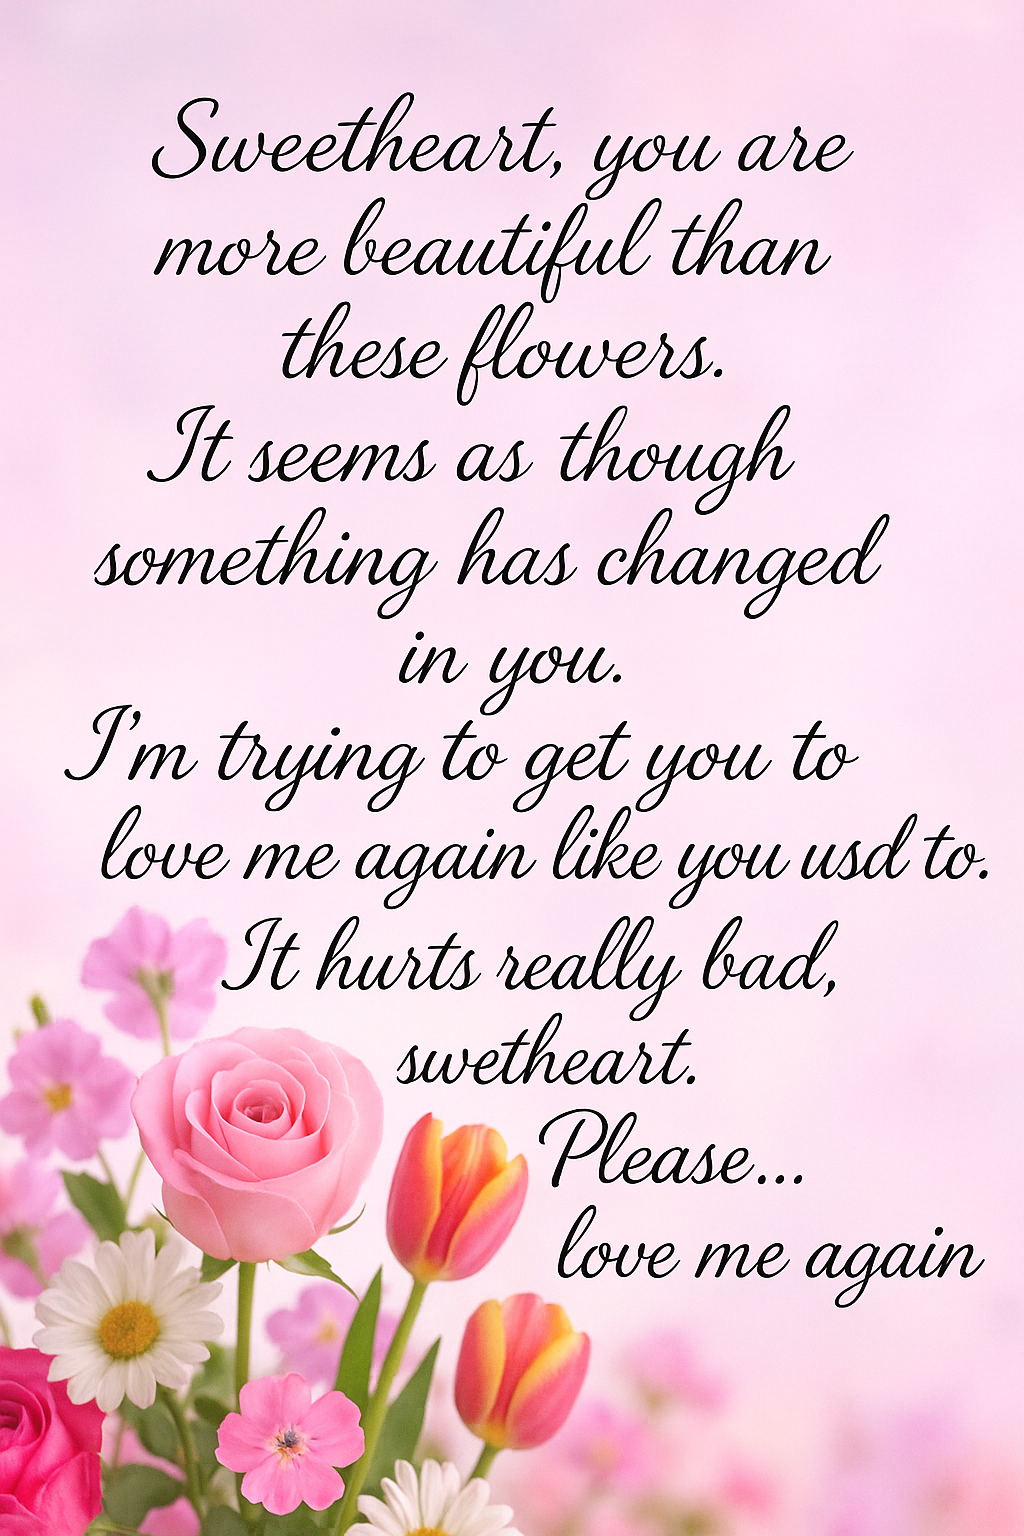 Sweetheart, you are
more beautiful than
these flowers.
It seems as though
something has changed
in you.
I'm trying to get you to
love me again like you usd to.
It hurts really bad,
swetheart.
Please...
love me again